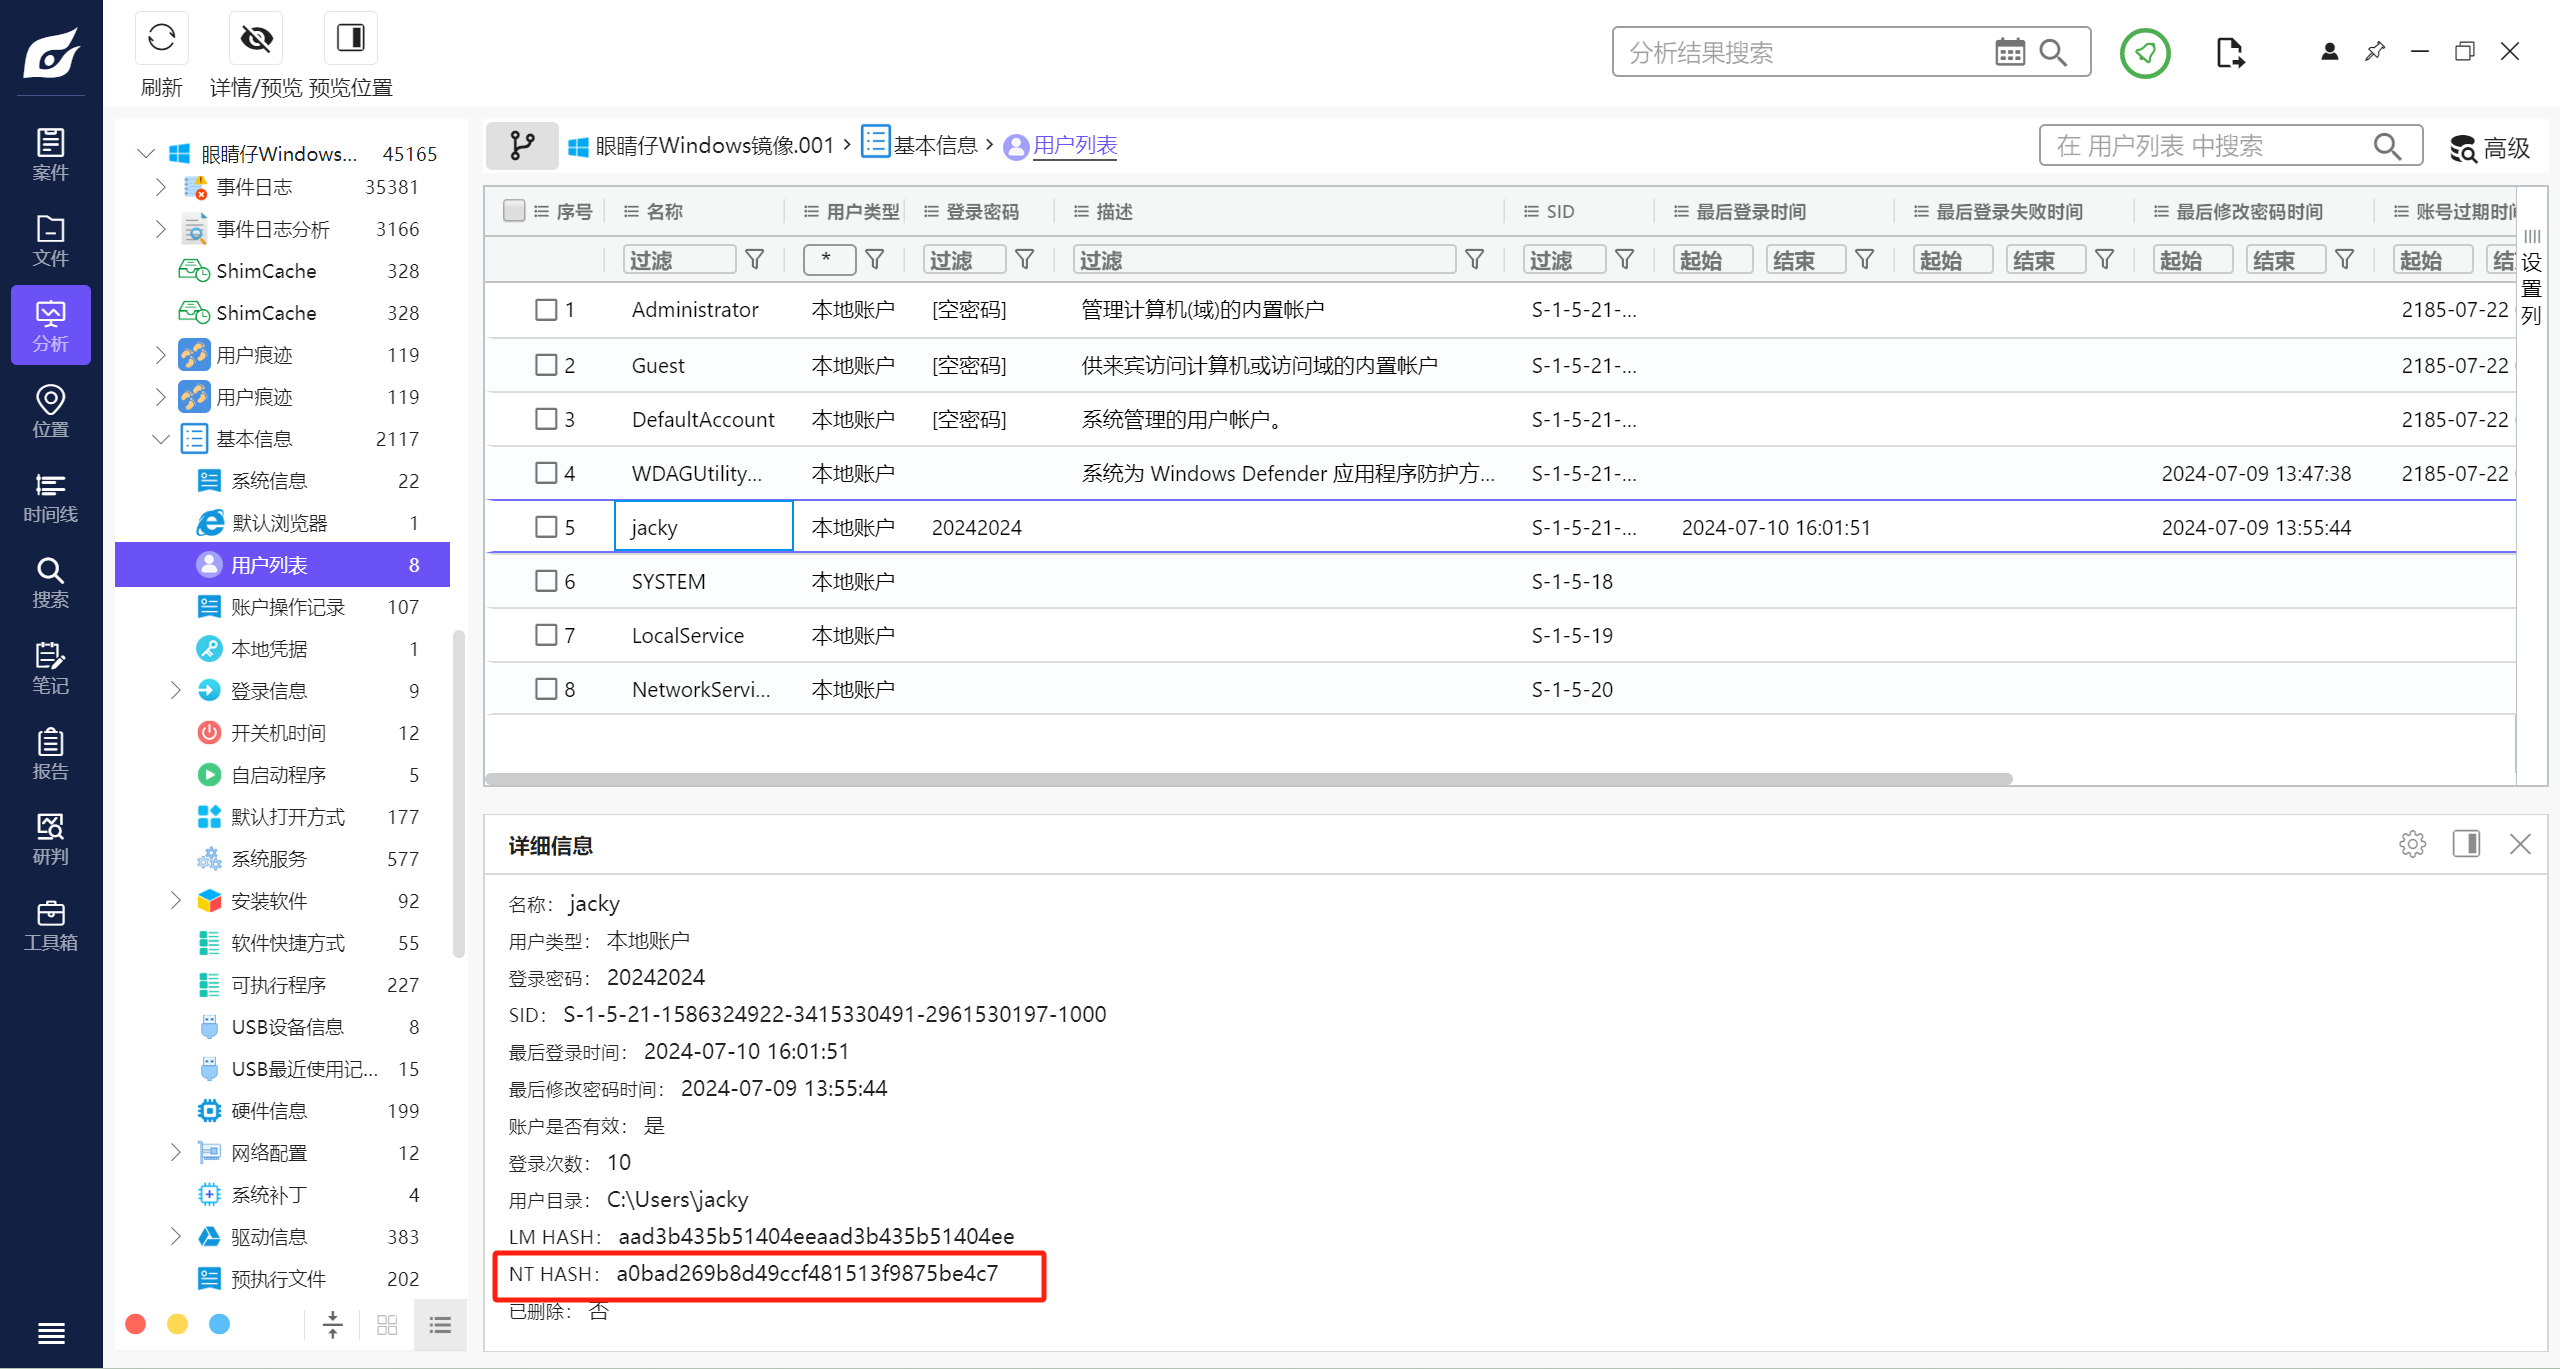 刷新
详情/预览
预览位置
分析结果搜索
案件
文件
分析
位置
时间线
搜索
笔记
报告
研判
工具箱
眼睛仔Windows... 45165
事件日志 35381
事件日志分析 3166
ShimCache 328
ShimCache 328
用户痕迹 119
用户痕迹 119
基本信息 2117
系统信息 22
默认浏览器 1
用户列表 8
账户操作记录 107
本地凭据 1
登录信息 9
开关机时间 12
自启动程序 5
默认打开方式 177
系统服务 577
安装软件 92
软件快捷方式 55
可执行程序 227
USB设备信息 8
USB最近使用记... 15
硬件信息 199
网络配置 12
系统补丁 4
驱动信息 383
预执行文件 202
眼睛仔Windows镜像.001 › 基本信息 › 用户列表
在 用户列表 中搜索
高级
序号 名称 用户类型 登录密码 描述 SID 最后登录时间 最后登录失败时间 最后修改密码时间 账号过期时间
过滤 * 过滤 过滤 过滤 起始 结束 起始 结束 起始 结束 起始 结
设置列
1 Administrator 本地账户 [空密码] 管理计算机(域)的内置帐户 S-1-5-21-... 2185-07-22
2 Guest 本地账户 [空密码] 供来宾访问计算机或访问域的内置帐户 S-1-5-21-... 2185-07-22
3 DefaultAccount 本地账户 [空密码] 系统管理的用户帐户。 S-1-5-21-... 2185-07-22
4 WDAGUtility... 本地账户 系统为 Windows Defender 应用程序防护方... S-1-5-21-... 2024-07-09 13:47:38 2185-07-22
5 jacky 本地账户 20242024 S-1-5-21-... 2024-07-10 16:01:51 2024-07-09 13:55:44
6 SYSTEM 本地账户 S-1-5-18
7 LocalService 本地账户 S-1-5-19
8 NetworkServi... 本地账户 S-1-5-20
详细信息
名称： jacky
用户类型： 本地账户
登录密码： 20242024
SID： S-1-5-21-1586324922-3415330491-2961530197-1000
最后登录时间： 2024-07-10 16:01:51
最后修改密码时间： 2024-07-09 13:55:44
账户是否有效： 是
登录次数： 10
用户目录： C:\Users\jacky
LM HASH： aad3b435b51404eeaad3b435b51404ee
NT HASH： a0bad269b8d49ccf481513f9875be4c7
已删除： 否